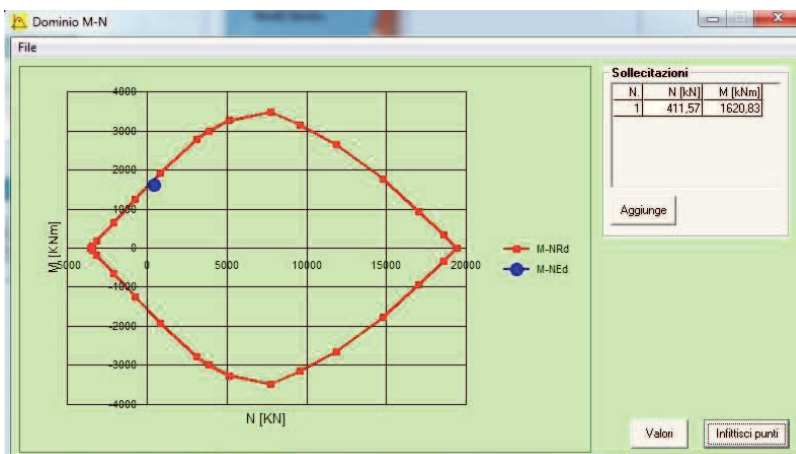 Dominio M-N
File
4000
3000
2000
1000
0
-1000
-2000
-3000
-4000
M [KNm]
5000
0
5000
10000
15000
20000
N [KN]
M-NRd
M-NEd
Sollecitazioni
N. N [kN] M [kNm]
1 411,57 1620,83
Aggiunge
Valori
Infittisci punti